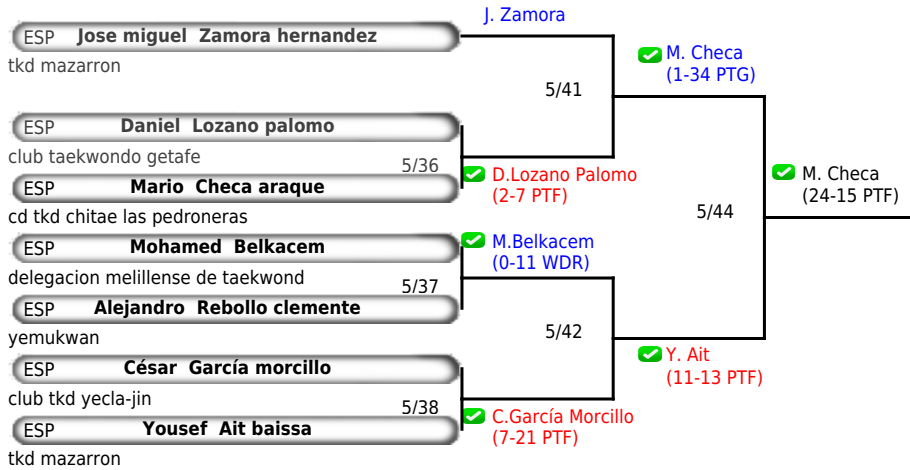 J. Zamora
ESP Jose miguel Zamora hernandez
tkd mazarron
M. Checa
(1-34 PTG)
5/41
ESP Daniel Lozano palomo
club taekwondo getafe
5/36
ESP Mario Checa araque
cd tkd chitae las pedroneras
D.Lozano Palomo
(2-7 PTF)
M. Checa
(24-15 PTF)
5/44
ESP Mohamed Belkacem
delegacion melillense de taekwond
M.Belkacem
(0-11 WDR)
5/37
ESP Alejandro Rebollo clemente
yemukwan
5/42
ESP César García morcillo
club tkd yecla-jin
Y. Ait
(11-13 PTF)
5/38
ESP Yousef Ait baissa
tkd mazarron
C.García Morcillo
(7-21 PTF)